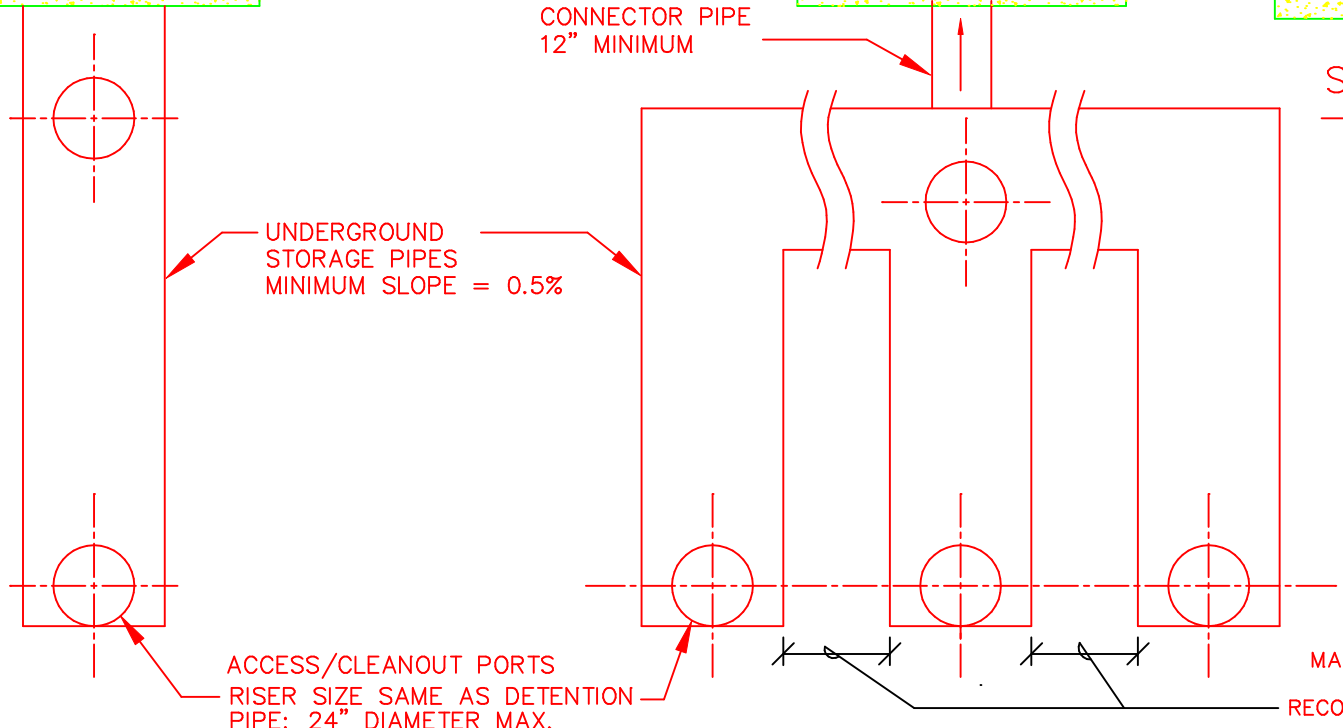 CONNECTOR PIPE
12" MINIMUM
S
UNDERGROUND
STORAGE PIPES
MINIMUM SLOPE = 0.5%
ACCESS/CLEANOUT PORTS
RISER SIZE SAME AS DETENTION
PIPE; 24" DIAMETER MAX.
MA
RECO